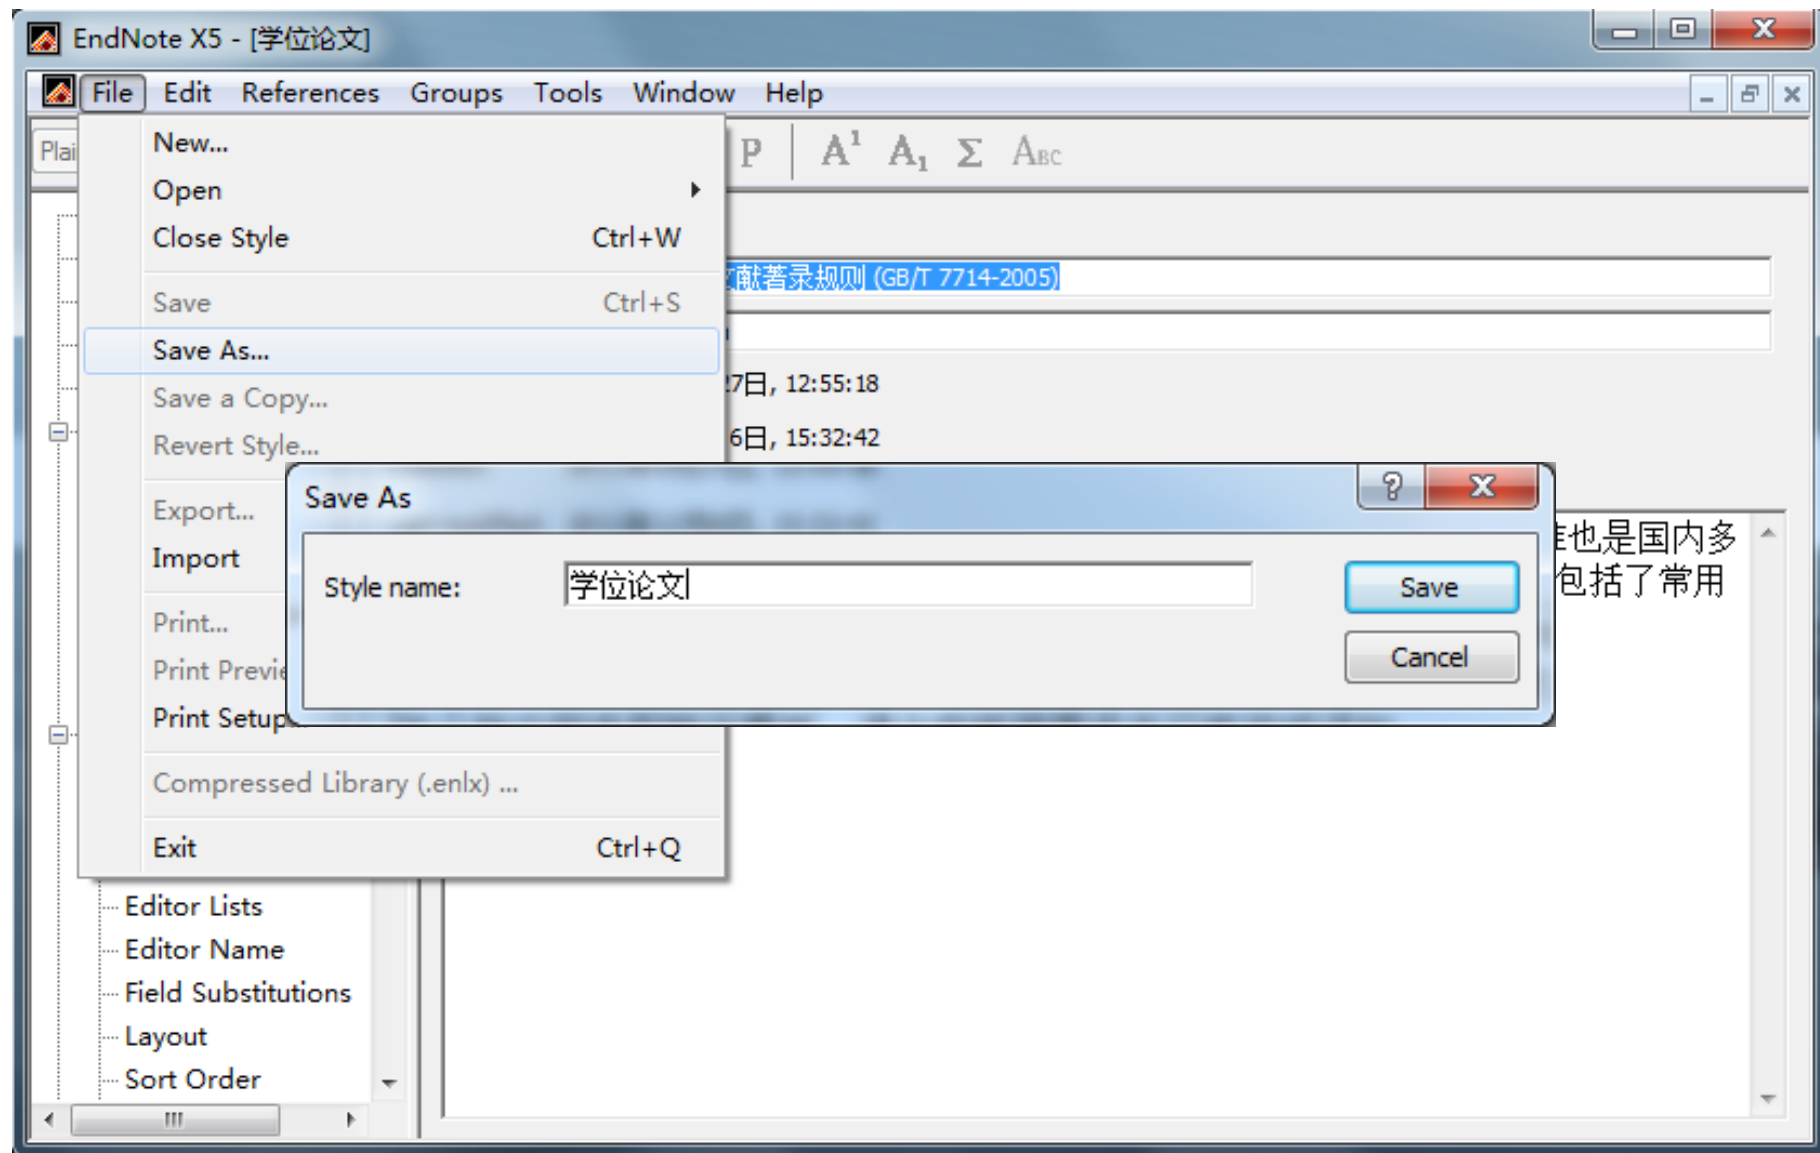 EndNote X5 - [学位论文]
File Edit References Groups Tools Window Help
Plai P A¹ A₁ Σ ABC
New...
Open
Close Style Ctrl+W
献著录规则 (GB/T 7714-2005)
Save Ctrl+S
Save As...
27日, 12:55:18
Save a Copy...
6日, 15:32:42
Revert Style...
Save As
Export...
也是国内多
Import
Style name: 学位论文 Save
包括了常用
Print...
Cancel
Print Previe
Print Setup...
Compressed Library (.enlx) ...
Exit Ctrl+Q
Editor Lists
Editor Name
Field Substitutions
Layout
Sort Order